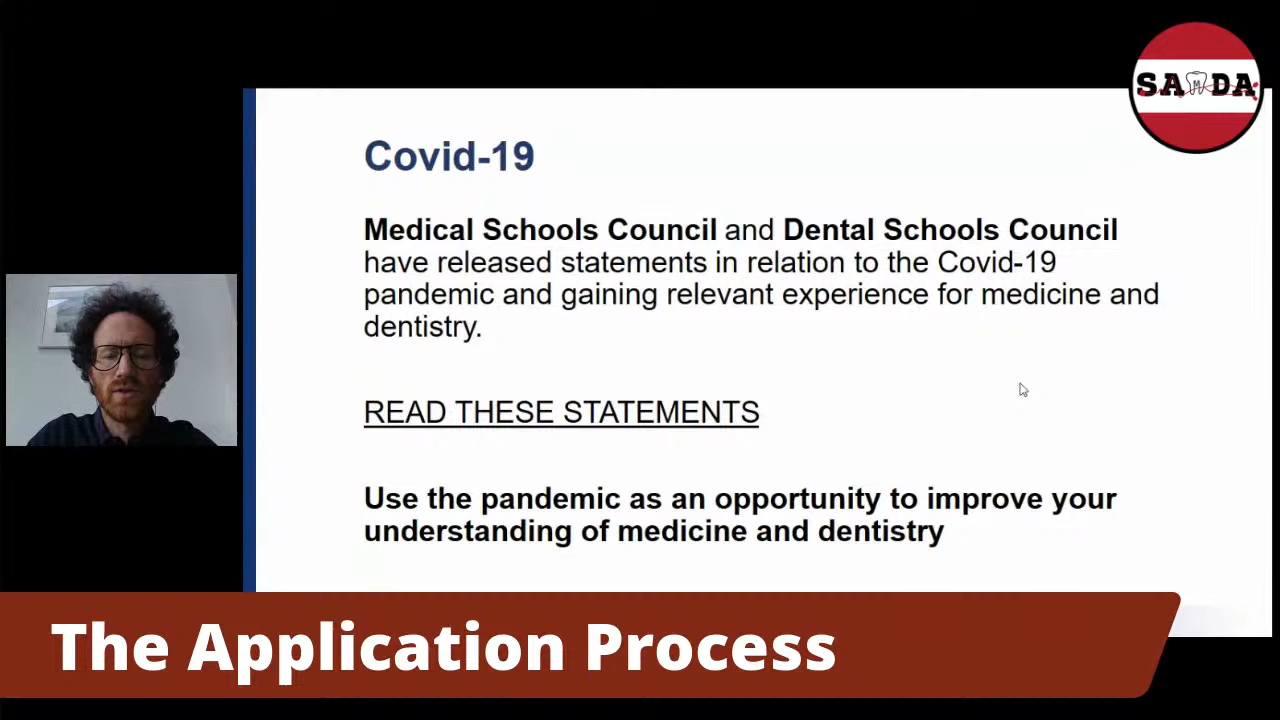 SAMDA
Covid-19
Medical Schools Council and Dental Schools Council
have released statements in relation to the Covid-19
pandemic and gaining relevant experience for medicine and
dentistry.
READ THESE STATEMENTS
Use the pandemic as an opportunity to improve your
understanding of medicine and dentistry
The Application Process